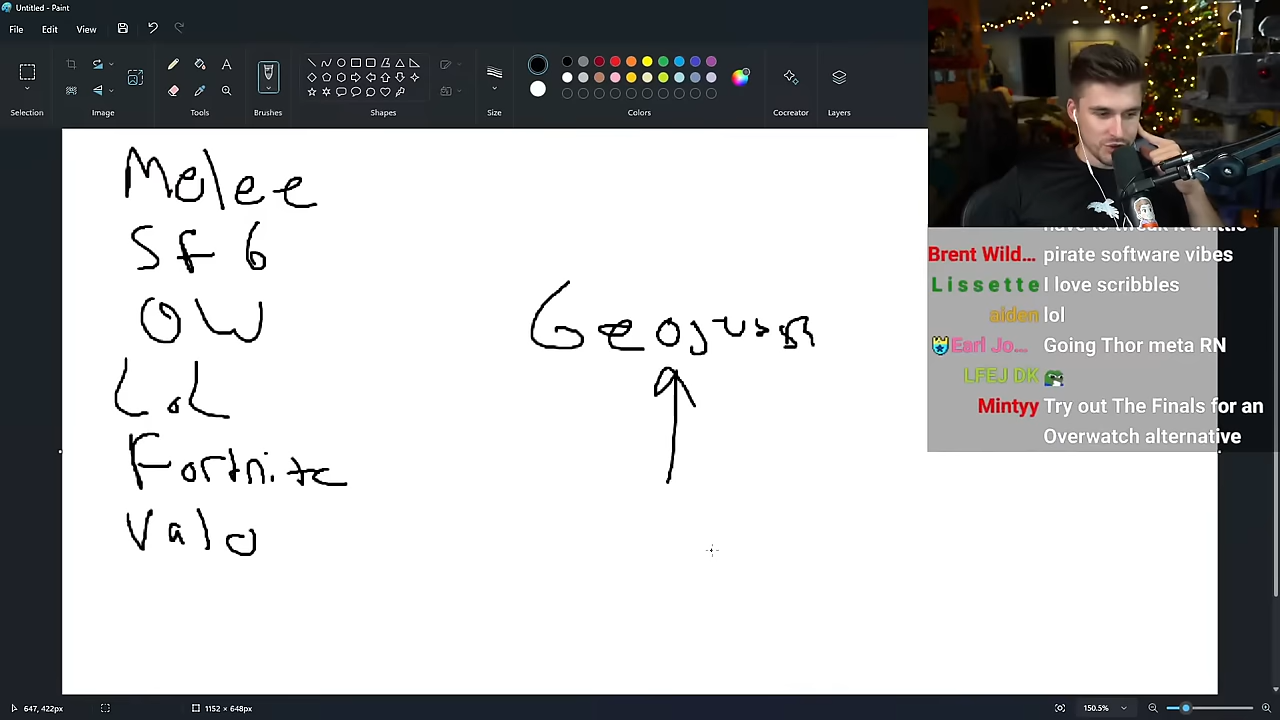 Untitled - Paint
File Edit View
Selection Image Tools Brushes Shapes Size Colors Cocreator Layers
Melee
SF 6
OW
LoL
Fortnite
Valo
Brent Wild... pirate software vibes
Lissette I love scribbles
aiden lol
Earl Jo... Going Thor meta RN
LFEJ DK
Mintyy Try out The Finals for an
Overwatch alternative
647, 422px 1152 × 648px 150.5%